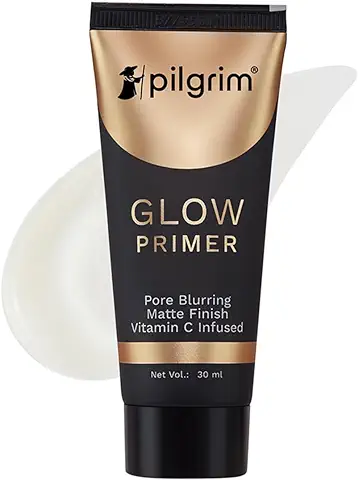 pilgrim®
GLOW
PRIMER
Pore Blurring
Matte Finish
Vitamin C Infused
Net Vol.: 30 ml